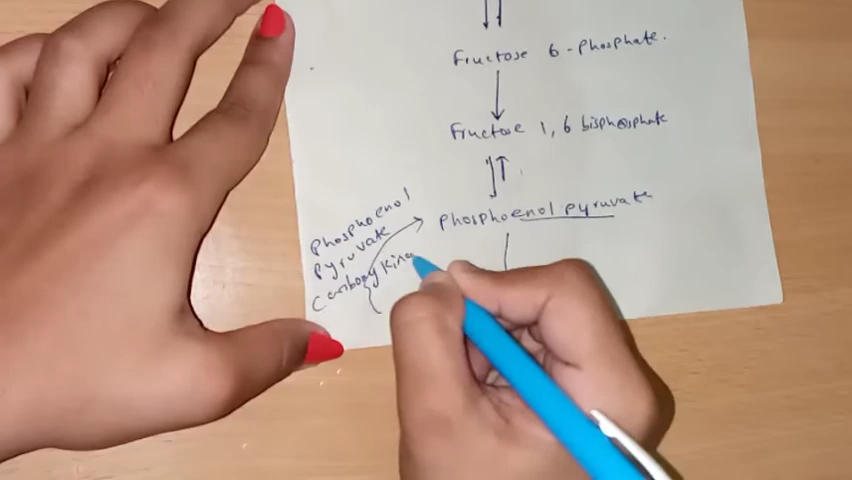 Fructose 6-Phosphate.
Fructose 1,6 bisphosphate
Phosphoenol pyruvate
Phosphoenol
Pyruvate
Carboxy Kina